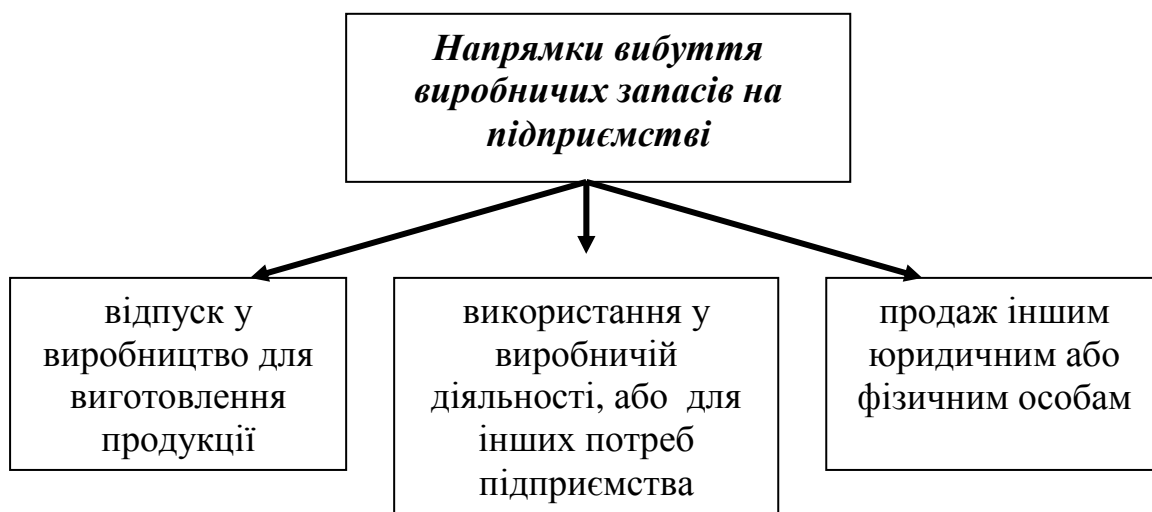 Напрямки вибуття
виробничих запасів на
підприємстві
відпуск у
виробництво для
виготовлення
продукції
використання у
виробничій
діяльності, або для
інших потреб
підприємства
продаж іншим
юридичним або
фізичним особам